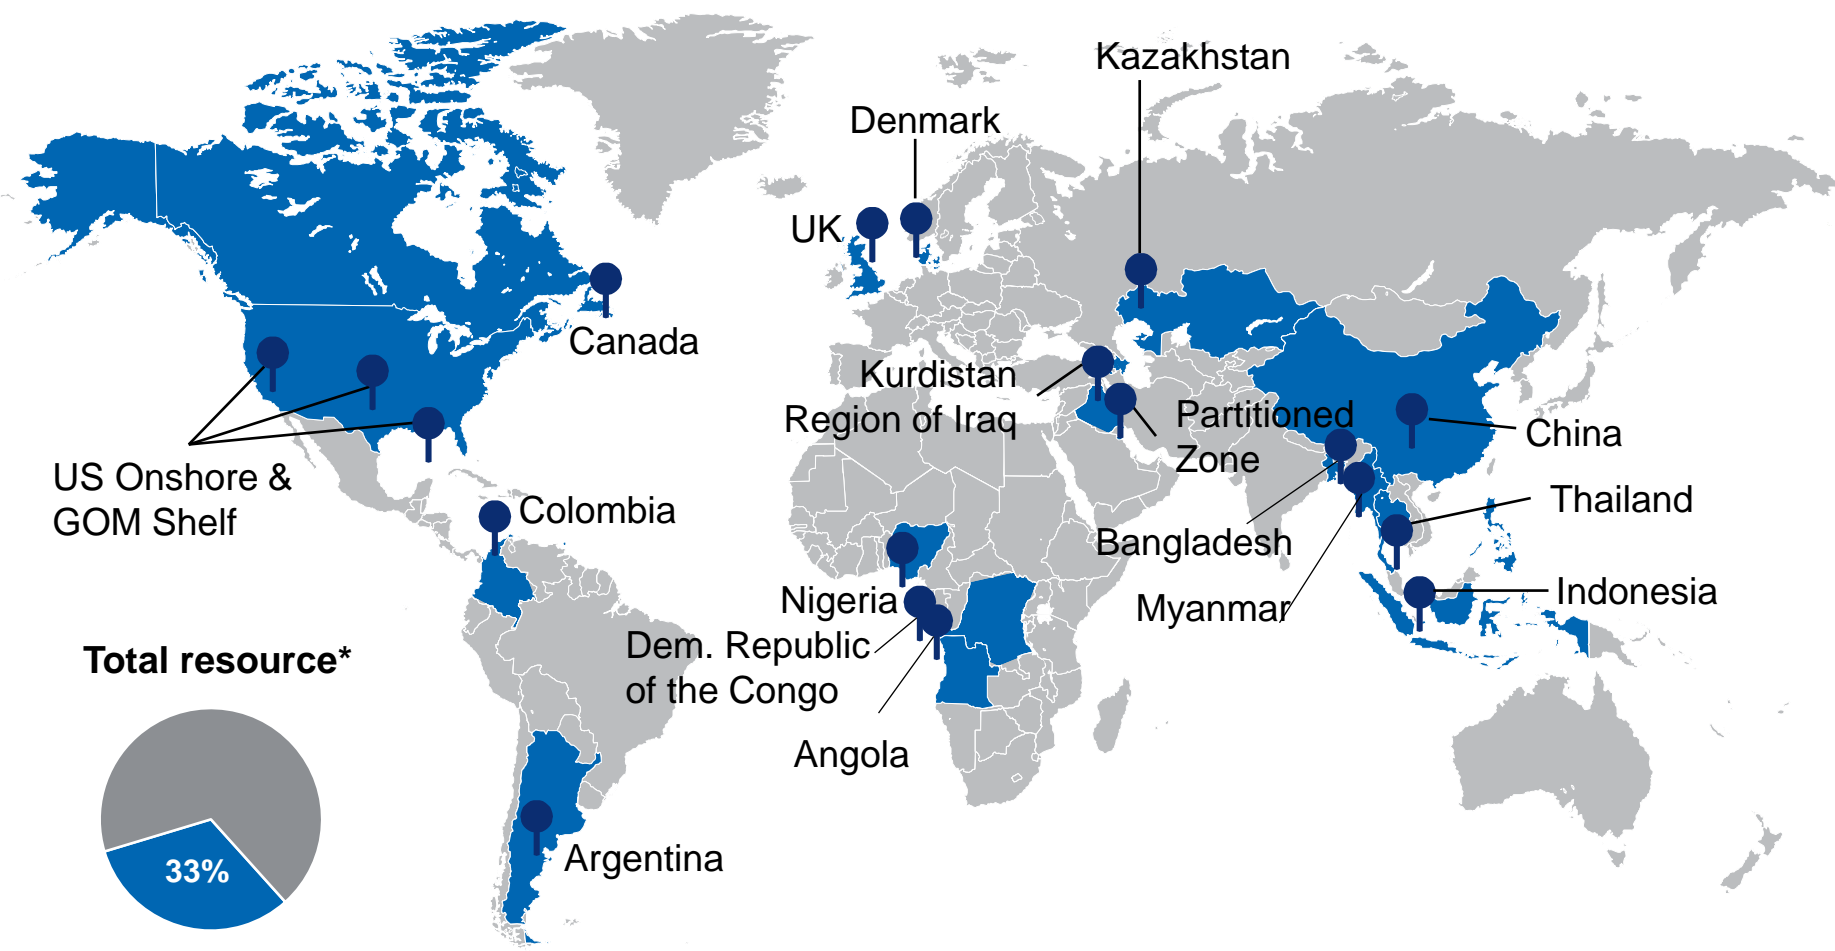 Kazakhstan
Denmark
UK
Canada
Kurdistan
Region of Iraq
Partitioned
Zone
China
US Onshore &
GOM Shelf
Colombia
Thailand
Bangladesh
Indonesia
Nigeria
Myanmar
Dem. Republic
of the Congo
Angola
Total resource*
33%
Argentina